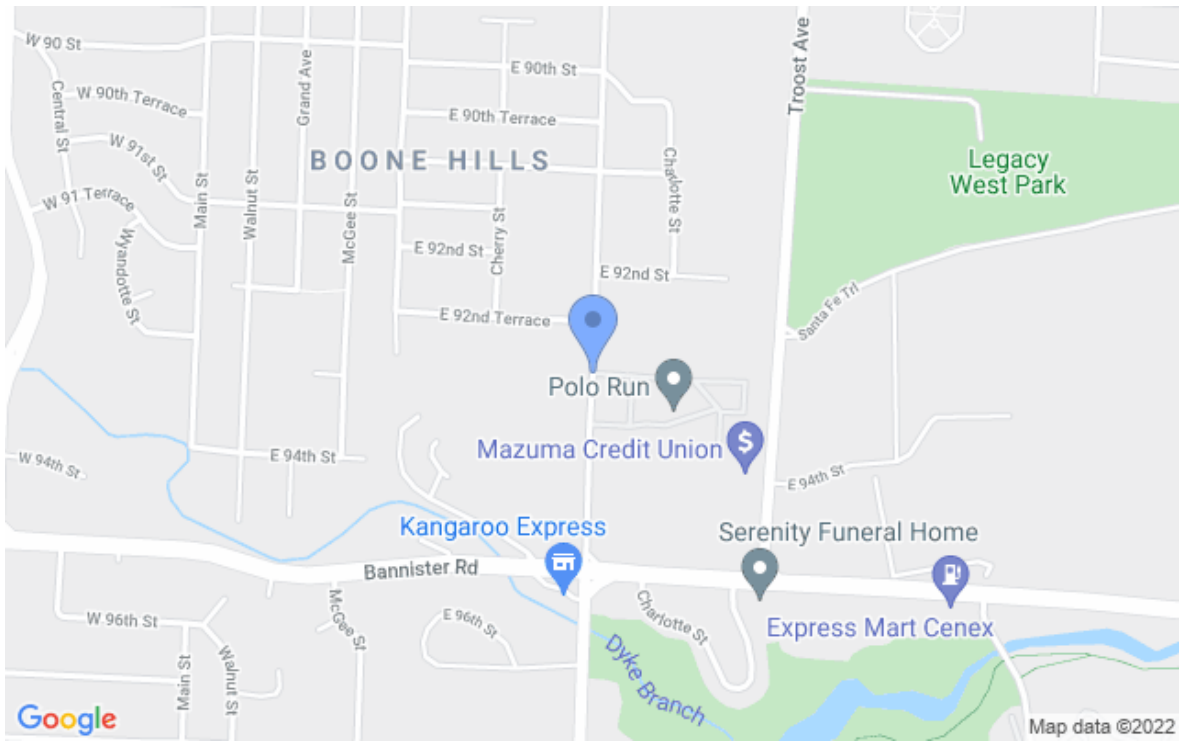 W 90 St
E 90th St
Central St
W 90th Terrace
Grand Ave
Troost Ave
E 90th Terrace
W 91st St
BOONE HILLS
Charlotte St
Legacy
West Park
W 91 Terrace
Main St
Walnut St
McGee St
Cherry St
Wyandotte St
E 92nd St
E 92nd St
Santa Fe Trl
E 92nd Terrace
Polo Run
Mazuma Credit Union
W 94th St
E 94th St
E 94th St
Kangaroo Express
Serenity Funeral Home
Bannister Rd
McGee St
W 96th St
E 96th St
Charlotte St
Express Mart Cenex
Main St
Walnut St
Dyke Branch
Google
Map data ©2022